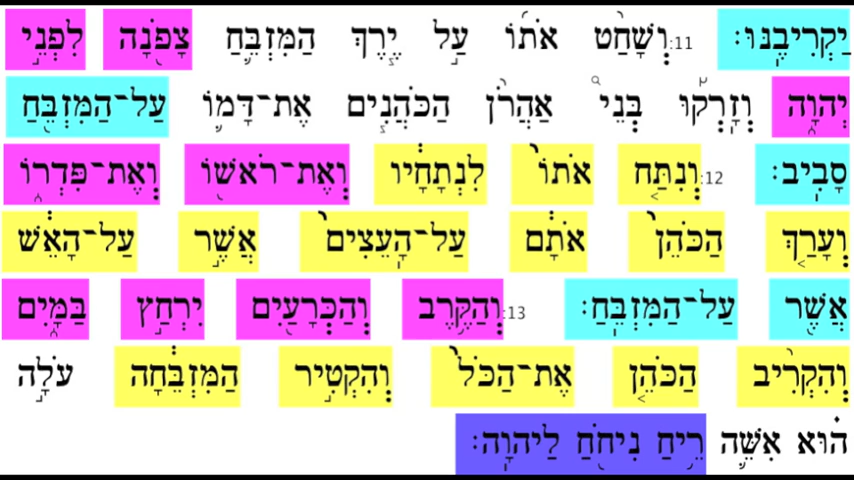 יַקְרִיבֶֽנּוּ׃ 11: וְשָׁחַ֨ט אֹת֜וֹ עַ֣ל יֶ֧רֶךְ הַמִּזְבֵּ֛חַ צָפֹ֖נָה לִפְנֵ֣י
יְהוָ֑ה וְזָרְק֡וּ בְּנֵי֩ אַהֲרֹ֨ן הַכֹּהֲנִ֧ים אֶת־דָּמ֛וֹ עַל־הַמִּזְבֵּ֖חַ
סָבִֽיב׃ 12: וְנִתַּ֤ח אֹתוֹ֙ לִנְתָחָ֔יו וְאֶת־רֹאשׁ֖וֹ וְאֶת־פִּדְר֑וֹ
וְעָרַ֤ךְ הַכֹּהֵן֙ אֹתָ֔ם עַל־הָֽעֵצִים֙ אֲשֶׁ֣ר עַל־הָאֵ֔שׁ
אֲשֶׁ֖ר עַל־הַמִּזְבֵּֽחַ׃ 13: וְהַקֶּ֥רֶב וְהַכְּרָעַ֖יִם יִרְחַ֣ץ בַּמָּ֑יִם
וְהִקְרִ֨יב הַכֹּהֵ֤ן אֶת־הַכֹּל֙ וְהִקְטִ֣יר הַמִּזְבֵּ֔חָה עֹלָ֣ה
ה֗וּא אִשֵּ֛ה רֵ֥יחַ נִיחֹ֖חַ לַיהוָֽה׃